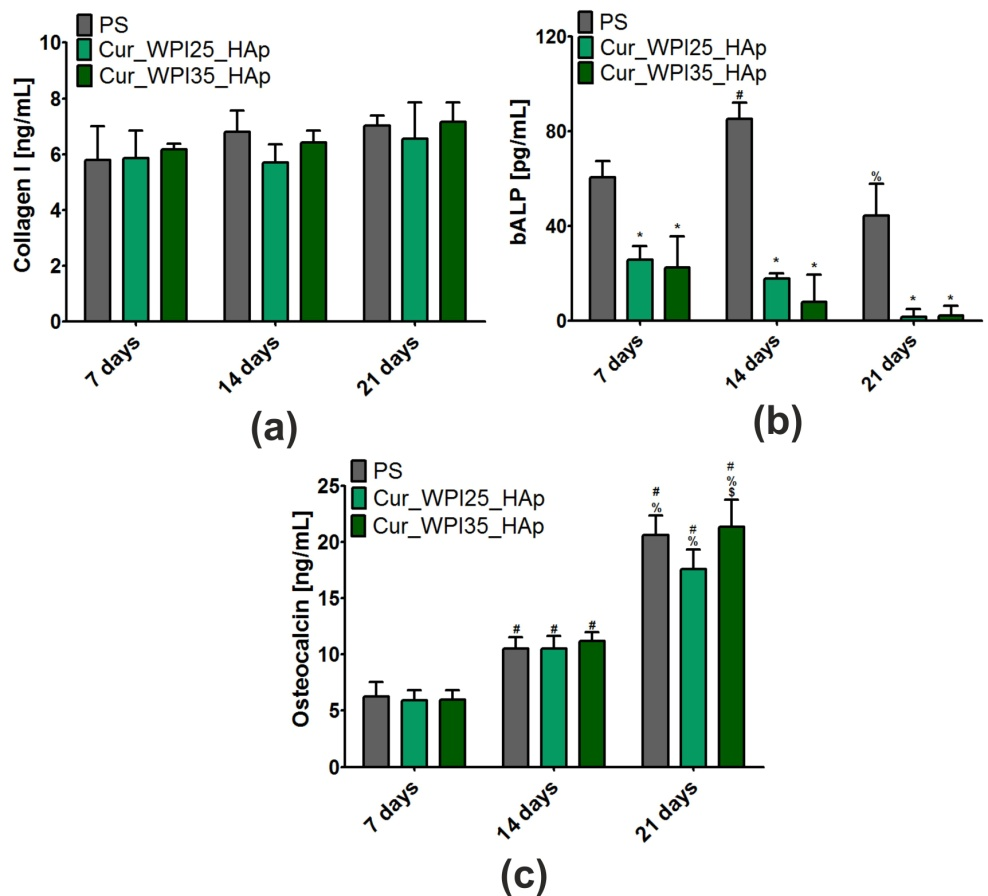 PS
Cur_WPI25_HAp
Cur_WPI35_HAp
Collagen I [ng/mL]
10
8
6
4
2
0
7 days
14 days
21 days
(a)
PS
Cur_WPI25_HAp
Cur_WPI35_HAp
bALP [pg/mL]
120
80
40
0
* *
#
* *
%
* *
7 days
14 days
21 days
(b)
PS
Cur_WPI25_HAp
Cur_WPI35_HAp
Osteocalcin [ng/mL]
25
20
15
10
5
0
# # #
#
%
#
%
#
%
$
7 days
14 days
21 days
(c)